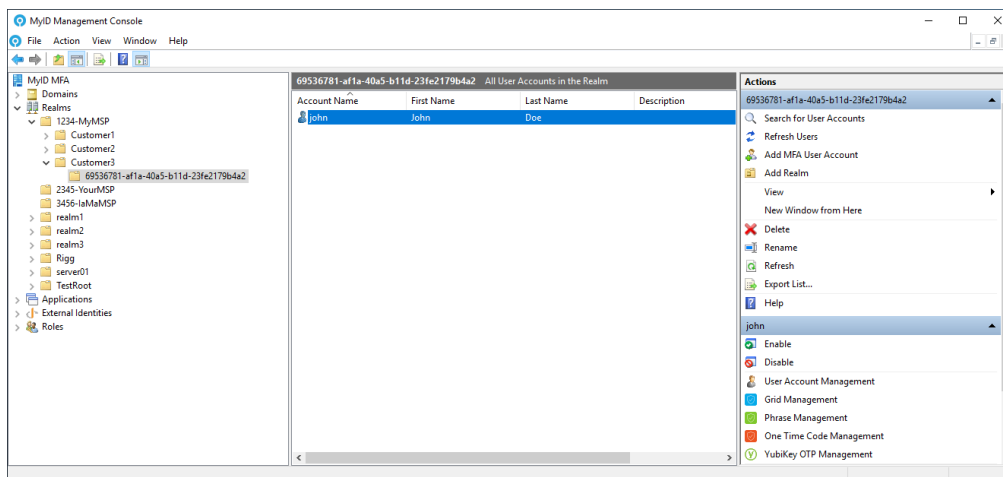 MyID Management Console
File Action View Window Help
MyID MFA
Domains
Realms
1234-MyMSP
Customer1
Customer2
Customer3
69536781-af1a-40a5-b11d-23fe2179b4a2
2345-YourMSP
3456-IaMaMSP
realm1
realm2
realm3
Rigg
server01
TestRoot
Applications
External Identities
Roles
69536781-af1a-40a5-b11d-23fe2179b4a2 All User Accounts in the Realm
Account Name First Name Last Name Description
john John Doe
Actions
69536781-af1a-40a5-b11d-23fe2179b4a2
Search for User Accounts
Refresh Users
Add MFA User Account
Add Realm
View
New Window from Here
Delete
Rename
Refresh
Export List...
Help
john
Enable
Disable
User Account Management
Grid Management
Phrase Management
One Time Code Management
YubiKey OTP Management